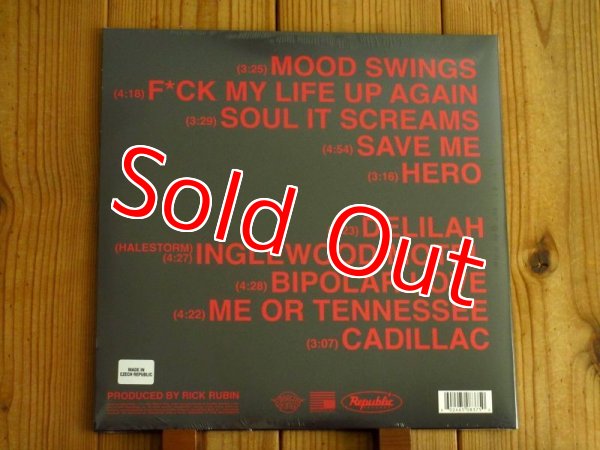 (3:25) MOOD SWINGS
(4:18) F*CK MY LIFE UP AGAIN
(3:29) SOUL IT SCREAMS
(4:54) SAVE ME
(3:16) HERO
DELILAH
(HALESTORM)
(4:27)
(4:28) BIPOLAR LOVE
(4:22) ME OR TENNESSEE
(3:07) CADILLAC
Sold Out
MADE IN
CZECH REPUBLIC
PRODUCED BY RICK RUBIN
Republic